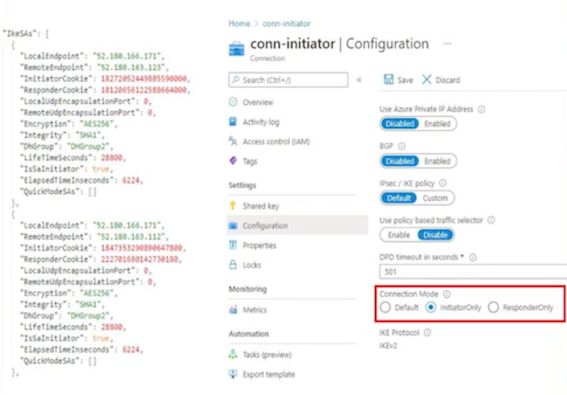 "IkeSAs": [
{
"LocalEndpoint": "52.180.166.171",
"RemoteEndpoint": "52.180.163.123",
"InitiatorCookie": 18272052449885590000,
"ResponderCookie": 18120656122588664000,
"LocalUdpEncapsulationPort": 0,
"RemoteUdpEncapsulationPort": 0,
"Encryption": "AES256",
"Integrity": "SHA1",
"DhGroup": "DHGroup2",
"LifeTimeSeconds": 28800,
"IsSaInitiator": true,
"ElapsedTimeInseconds": 6224,
"QuickModeSAs": []
},
{
"LocalEndpoint": "52.180.166.171",
"RemoteEndpoint": "52.180.163.112",
"InitiatorCookie": 1847353290890647800,
"ResponderCookie": 222701680142730180,
"LocalUdpEncapsulationPort": 0,
"RemoteUdpEncapsulationPort": 0,
"Encryption": "AES256",
"Integrity": "SHA1",
"DhGroup": "DHGroup2",
"LifeTimeSeconds": 28800,
"IsSaInitiator": true,
"ElapsedTimeInseconds": 6224,
"QuickModeSAs": []
},
Home > conn-initiator
conn-initiator | Configuration ...
Connection
Search (Ctrl+/) «
Overview
Activity log
Access control (IAM)
Tags
Settings
Shared key
Configuration
Properties
Locks
Monitoring
Metrics
Automation
Tasks (preview)
Export template
Save Discard
Use Azure Private IP Address
Disabled Enabled
BGP
Disabled Enabled
IPsec / IKE policy
Default Custom
Use policy based traffic selector
Enable Disable
DPD timeout in seconds *
501
Connection Mode
Default InitiatorOnly ResponderOnly
IKE Protocol
IKEv2